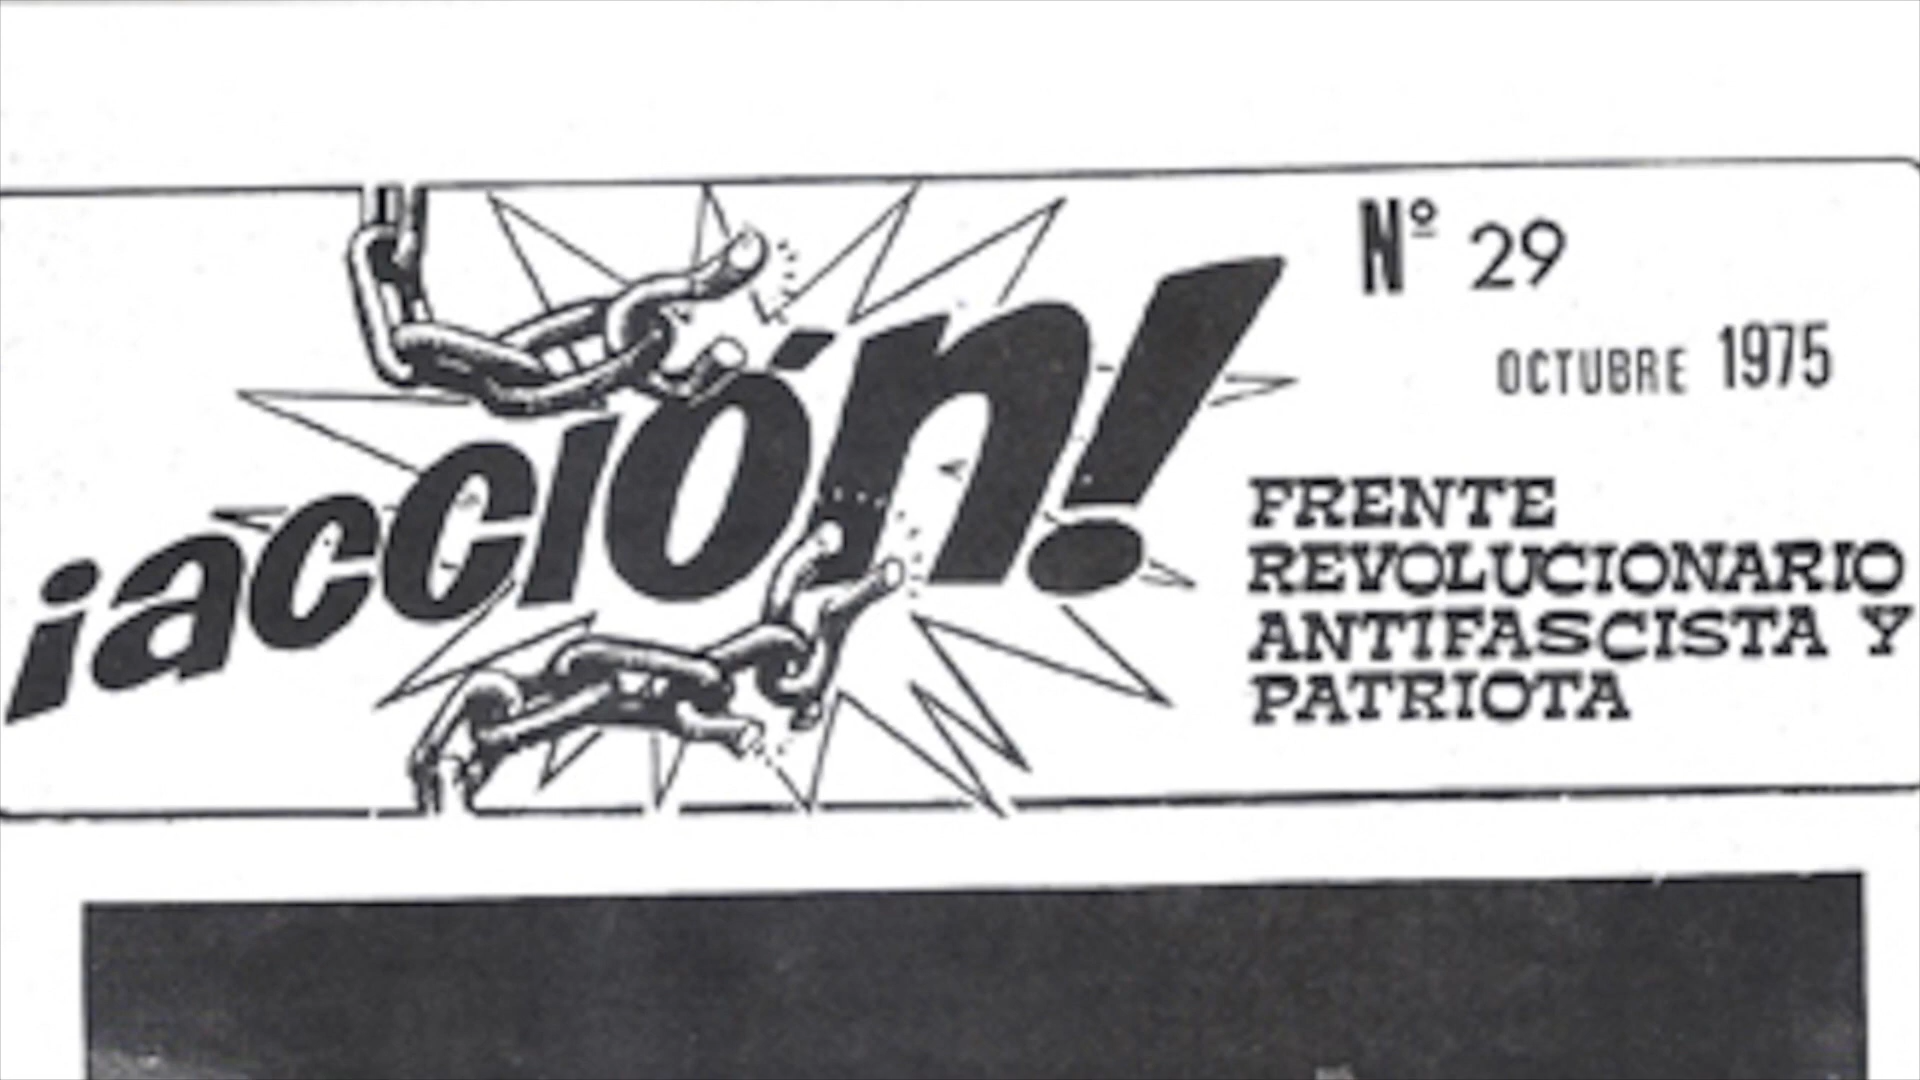 ¡acción!
Nº 29
OCTUBRE 1975
FRENTE
REVOLUCIONARIO
ANTIFASCISTA Y
PATRIOTA